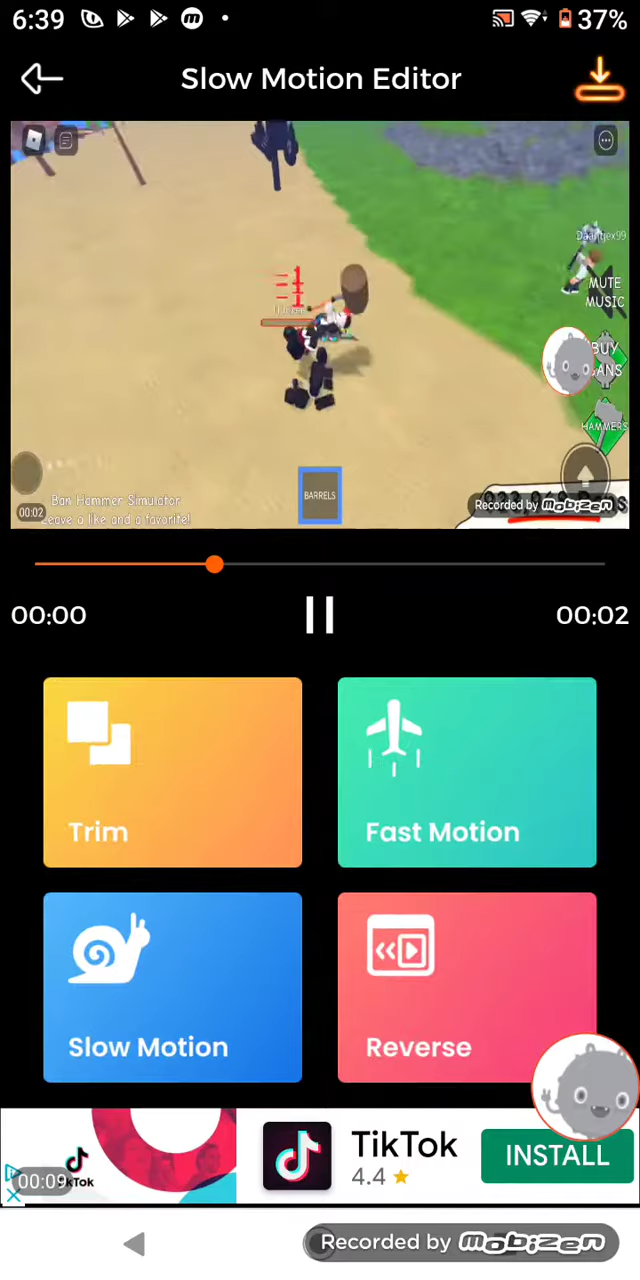 6:39
37%
Slow Motion Editor
Daantjex99
MUTE
MUSIC
BUY
HAMMERS
BARRELS
Ban Hammer Simulator
Leave a like and a favorite!
00:02
Recorded by mobizen
00:00
00:02
Trim
Fast Motion
Slow Motion
Reverse
TikTok
4.4
INSTALL
00:09
Recorded by mobizen